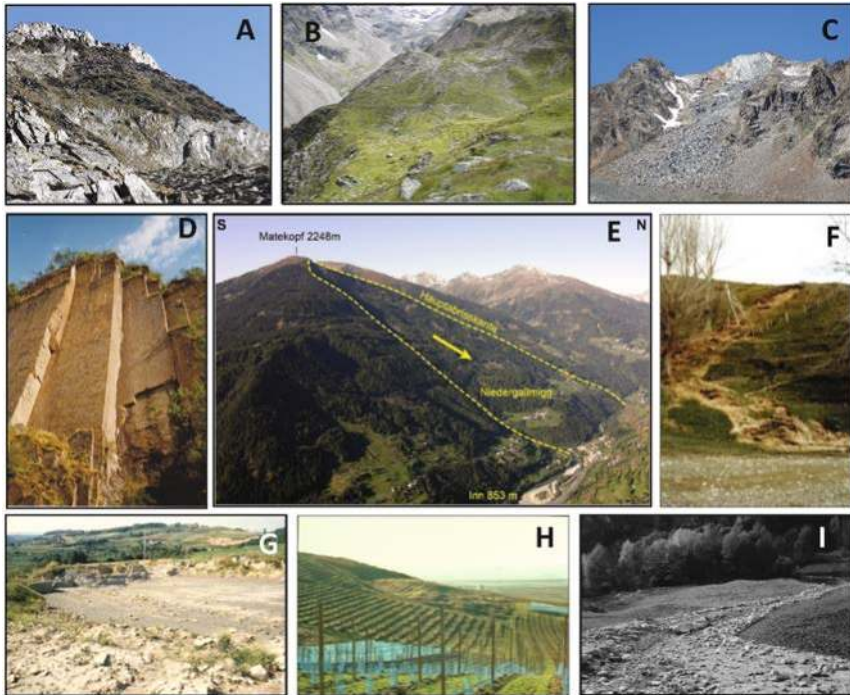 A
B
C
D
S
Matekopf 2248m
E
N
Hauptabrisskante
Niedergallmigg
Inn 853 m
F
G
H
I